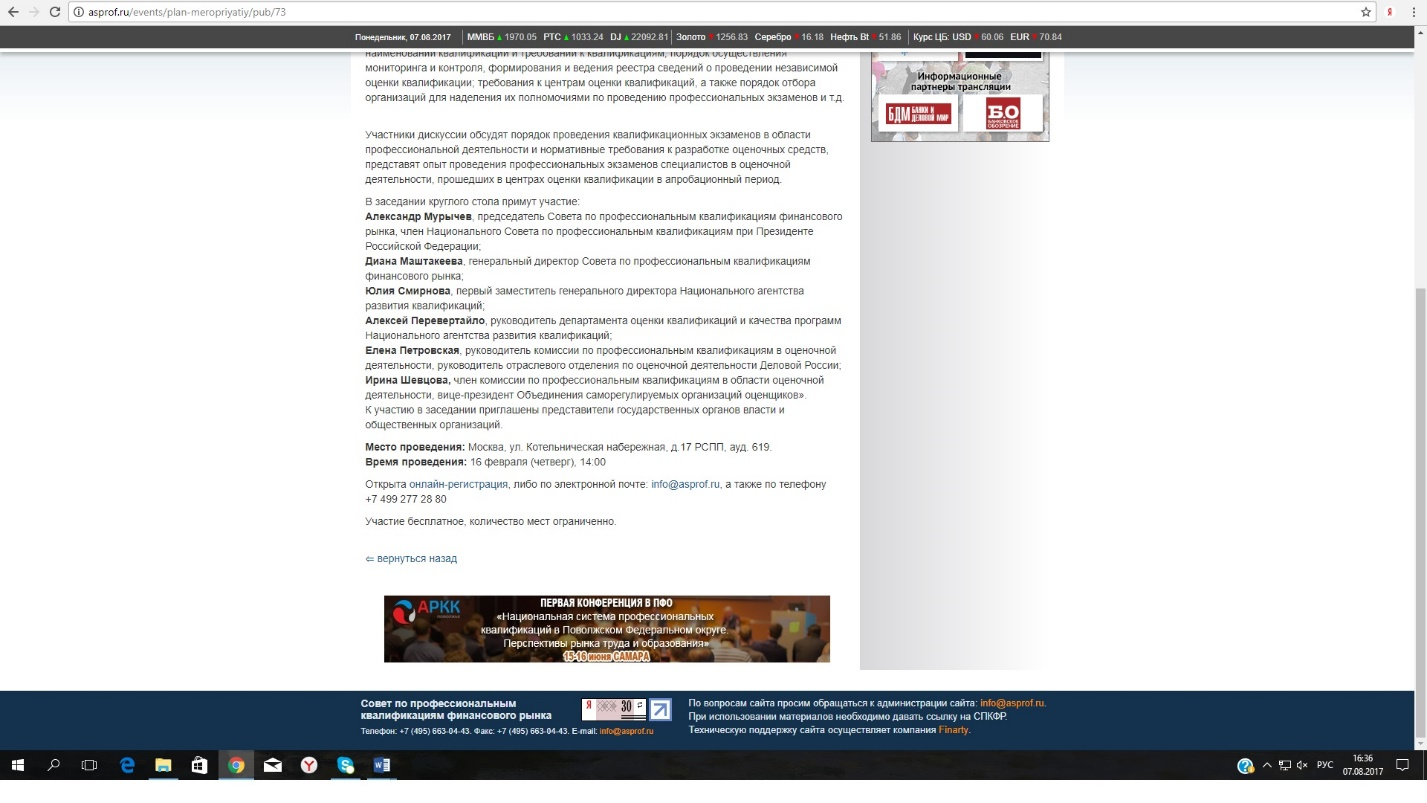 asprof.ru/events/plan-meropriyatiy/pub/73
Понедельник, 07.08.2017 ММВБ ▲ 1970.05 РТС ▲ 1033.24 DJ ▲ 22092.81 Золото ▼ 1256.83 Серебро ▼ 16.18 Нефть Bt ▼ 51.86 Курс ЦБ: USD ▼ 60.06 EUR ▼ 70.84
наименований квалификаций и требований к квалификациям, порядок осуществления
мониторинга и контроля, формирования и ведения реестра сведений о проведении независимой
оценки квалификации; требования к центрам оценки квалификаций, а также порядок отбора
организаций для наделения их полномочиями по проведению профессиональных экзаменов и т.д.
Участники дискуссии обсудят порядок проведения квалификационных экзаменов в области
профессиональной деятельности и нормативные требования к разработке оценочных средств,
представят опыт проведения профессиональных экзаменов специалистов в оценочной
деятельности, прошедших в центрах оценки квалификации в апробационный период.
В заседании круглого стола примут участие:
Александр Мурычев, председатель Совета по профессиональным квалификациям финансового
рынка, член Национального Совета по профессиональным квалификациям при Президенте
Российской Федерации;
Диана Маштакеева, генеральный директор Совета по профессиональным квалификациям
финансового рынка;
Юлия Смирнова, первый заместитель генерального директора Национального агентства
развития квалификаций;
Алексей Перевертайло, руководитель департамента оценки квалификаций и качества программ
Национального агентства развития квалификаций;
Елена Петровская, руководитель комиссии по профессиональным квалификациям в оценочной
деятельности, руководитель отраслевого отделения по оценочной деятельности Деловой России;
Ирина Шевцова, член комиссии по профессиональным квалификациям в области оценочной
деятельности, вице-президент Объединения саморегулируемых организаций оценщиков».
К участию в заседании приглашены представители государственных органов власти и
общественных организаций.
Место проведения: Москва, ул. Котельническая набережная, д.17 РСПП, ауд. 619.
Время проведения: 16 февраля (четверг), 14:00
Открыта онлайн-регистрация, либо по электронной почте: info@asprof.ru, а также по телефону
+7 499 277 28 80
Участие бесплатное, количество мест ограниченно.
⇐ вернуться назад
Информационные
партнеры трансляции
БДМ БАНКИ И
ДЕЛОВОЙ МИР
Б.О
БАНКОВСКОЕ
ОБОЗРЕНИЕ
АРКК
ПЕРВАЯ КОНФЕРЕНЦИЯ В ПФО
«Национальная система профессиональных
квалификаций в Поволжском Федеральном округе.
Перспективы рынка труда и образования»
15-16 июня САМАРА
Совет по профессиональным
квалификациям финансового рынка
Телефон: +7 (495) 663-04-43. Факс: +7 (495) 663-04-43. E-mail: info@asprof.ru
Я 30
По вопросам сайта просим обращаться к администрации сайта: info@asprof.ru.
При использовании материалов необходимо давать ссылку на СПКФР.
Техническую поддержку сайта осуществляет компания Finarty.
РУС
16:36
07.08.2017